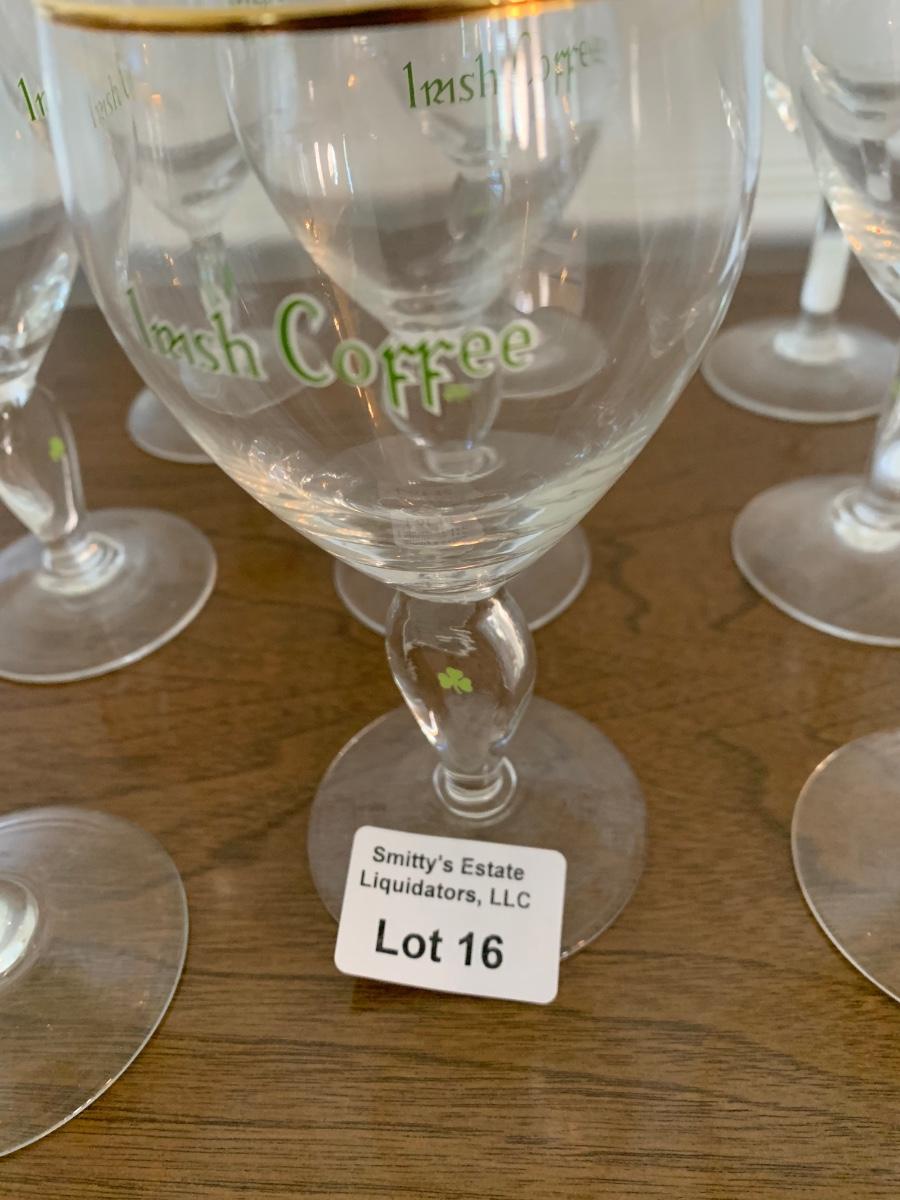 Irish Coffee
Irish Coffee
Smitty's Estate
Liquidators, LLC
Lot 16